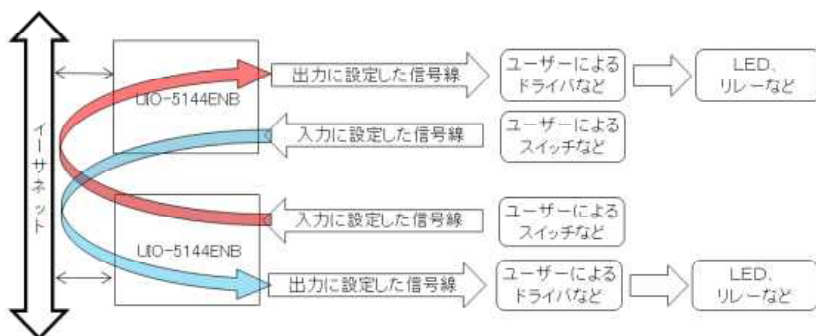 イーサネット
UIO-5144ENB
出力に設定した信号線
ユーザーによる
ドライバなど
LED、
リレーなど
入力に設定した信号線
ユーザーによる
スイッチなど
UIO-5144ENB
入力に設定した信号線
ユーザーによる
スイッチなど
出力に設定した信号線
ユーザーによる
ドライバなど
LED、
リレーなど